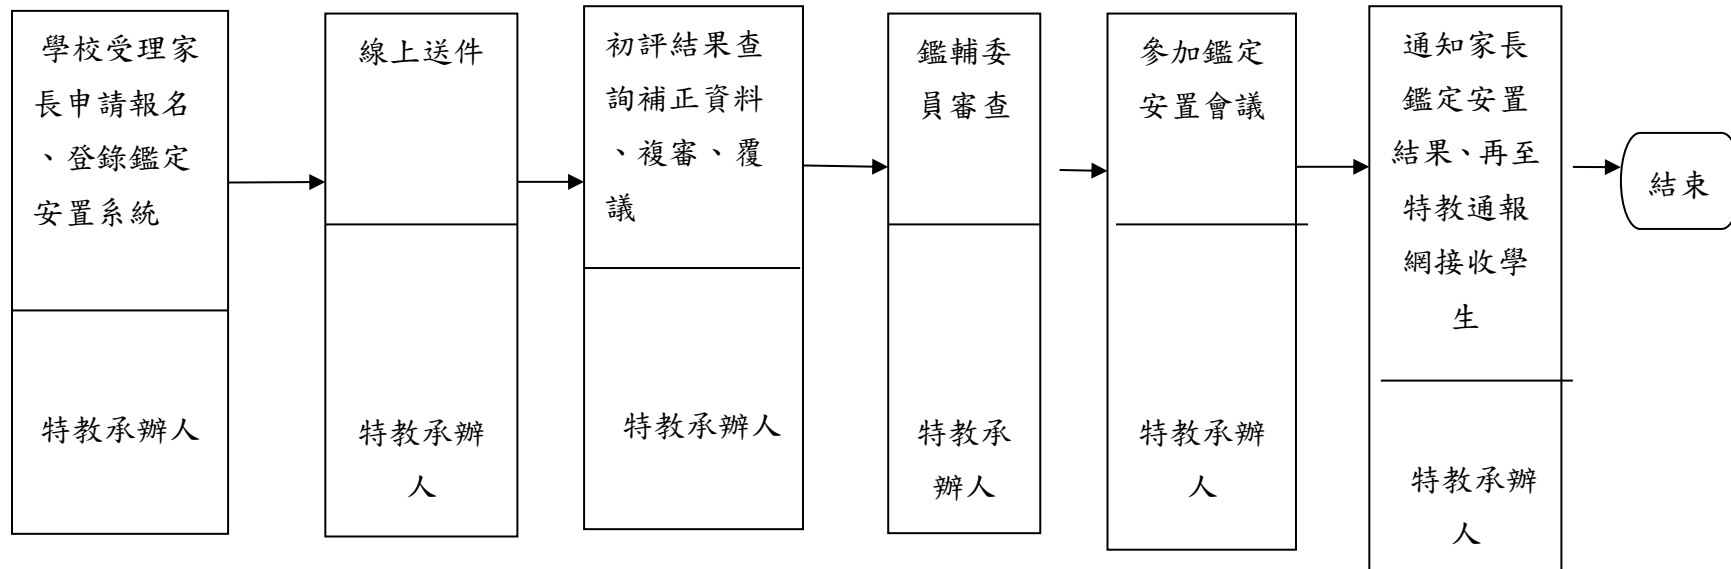 學校受理家
長申請報名
、登錄鑑定
安置系統
特教承辦人
線上送件
特教承辦
人
初評結果查
詢補正資料
、複審、覆
議
特教承辦人
鑑輔委
員審查
特教承
辦人
參加鑑定
安置會議
特教承辦
人
通知家長
鑑定安置
結果、再至
特教通報
網接收學
生
特教承辦
人
結束